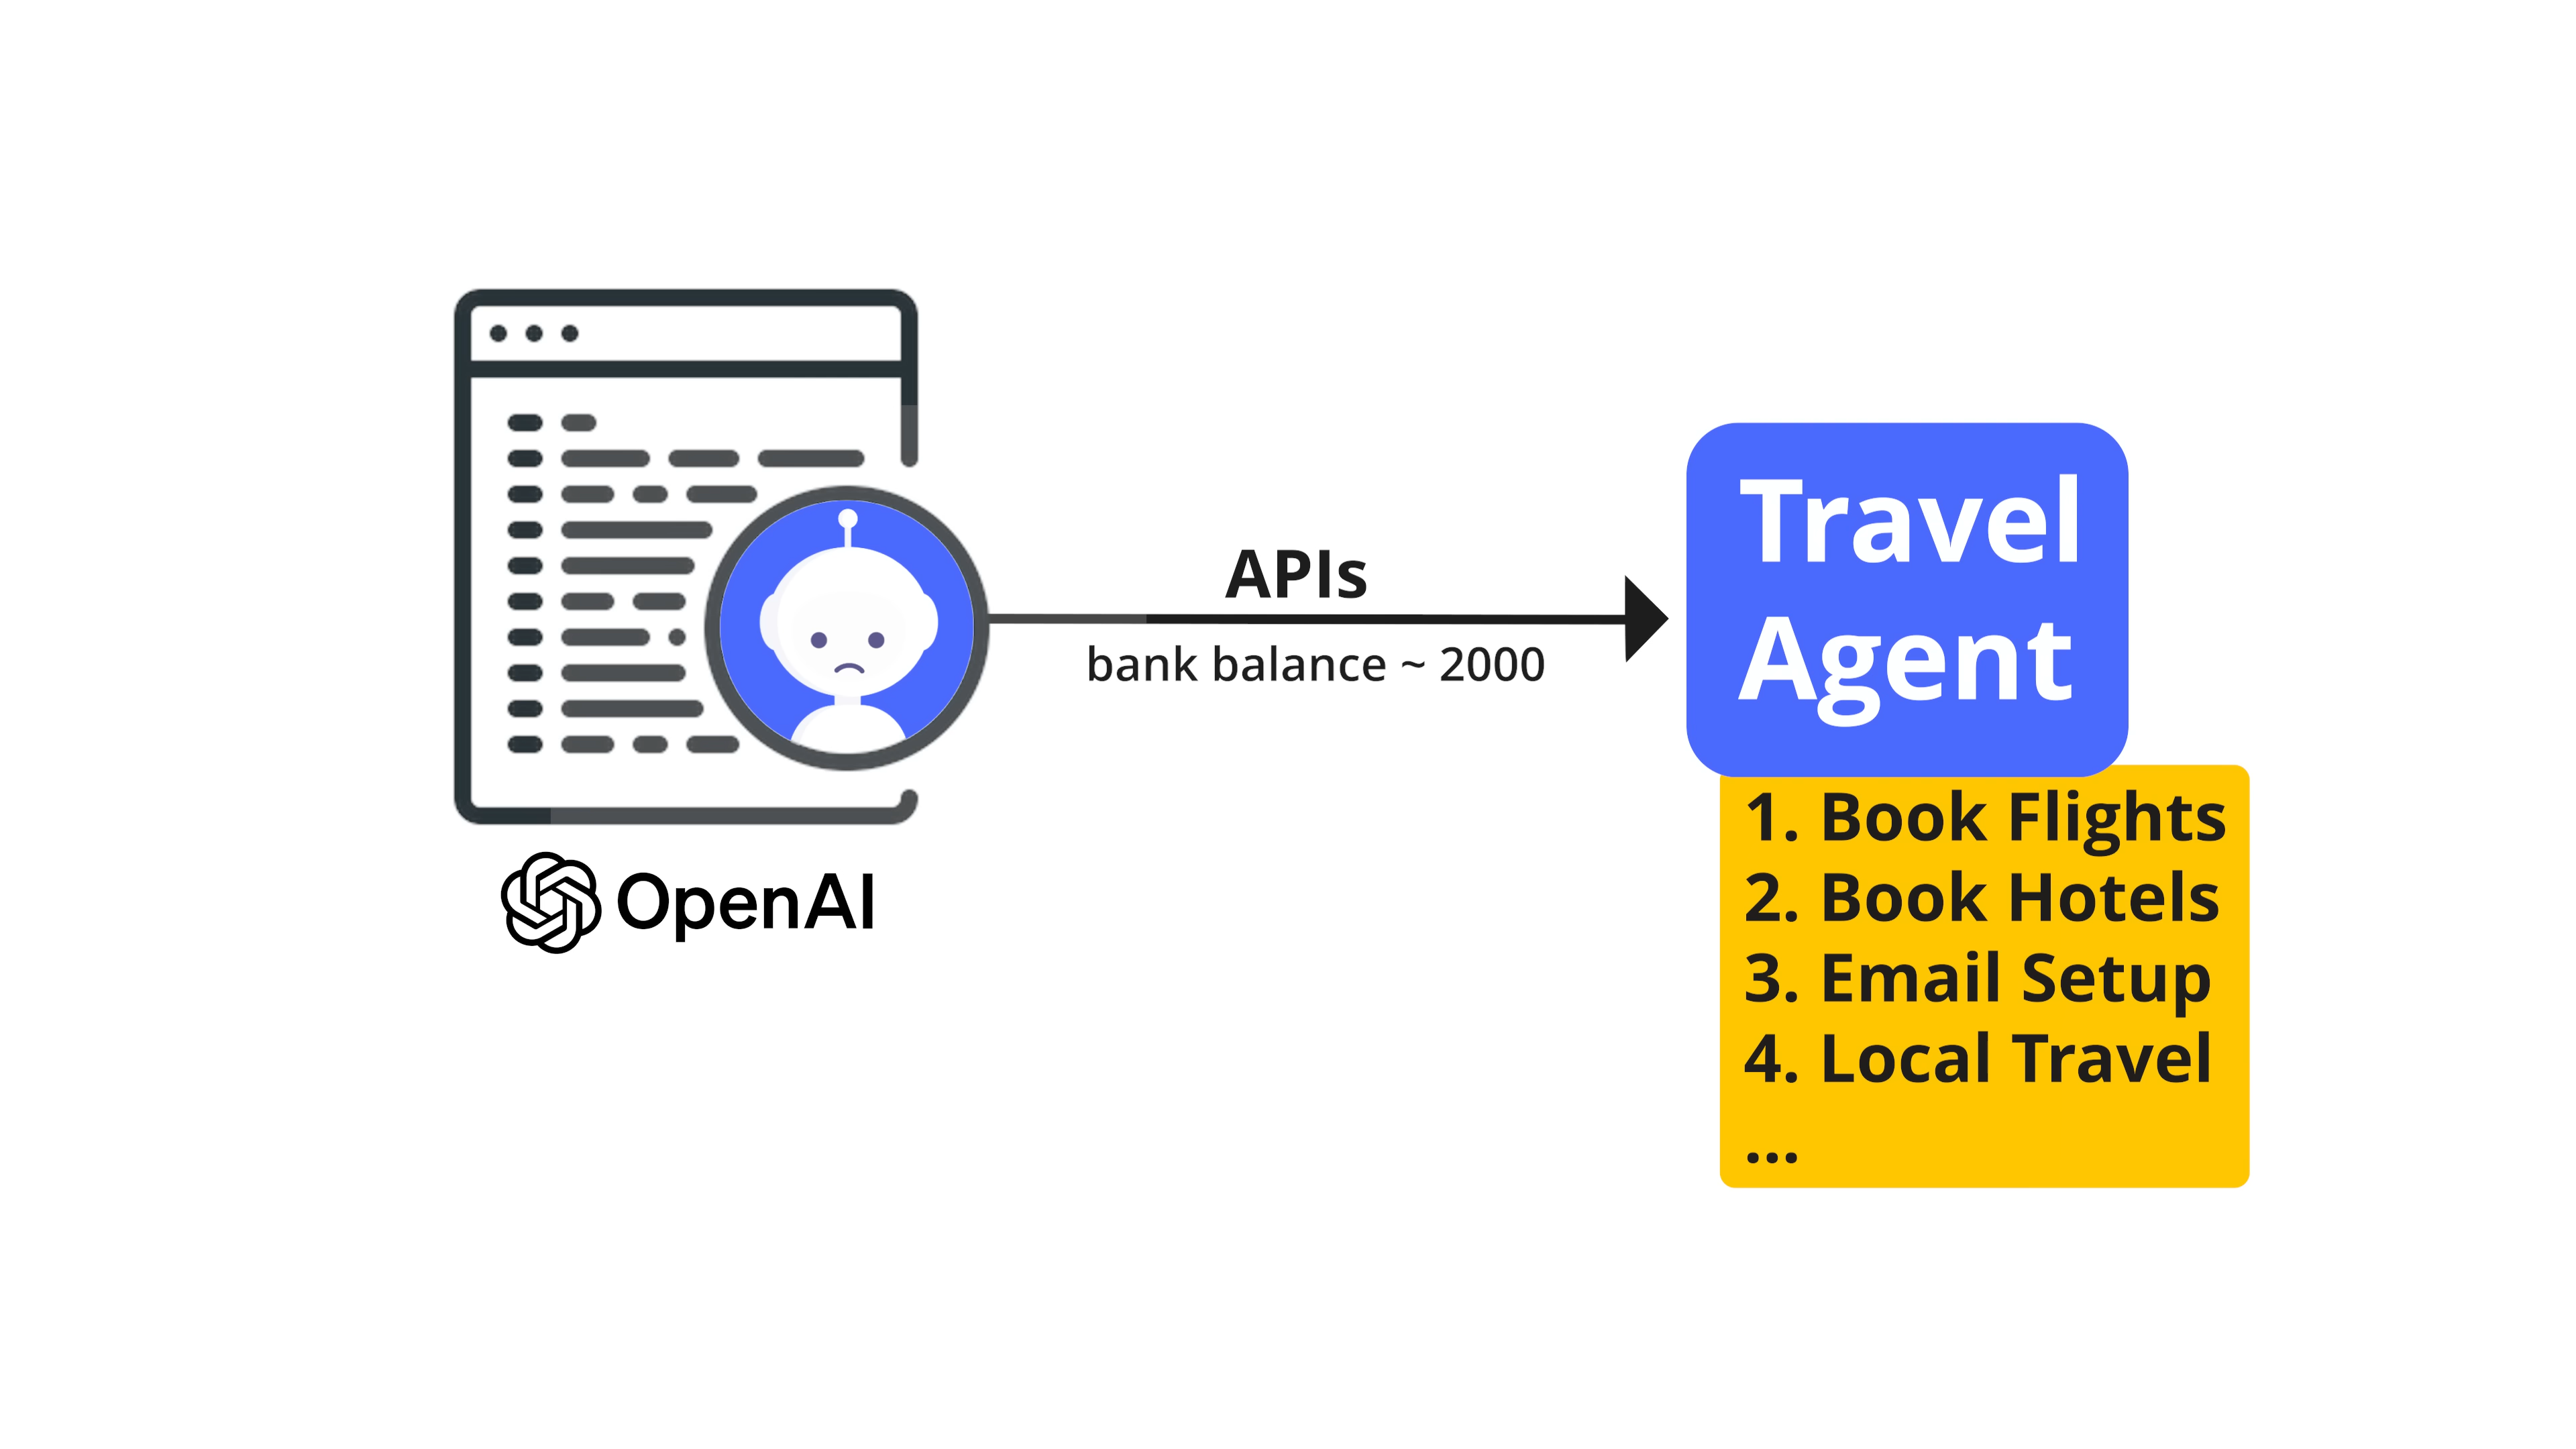 APIs
bank balance ~ 2000
OpenAI
Travel
Agent
1. Book Flights
2. Book Hotels
3. Email Setup
4. Local Travel
...